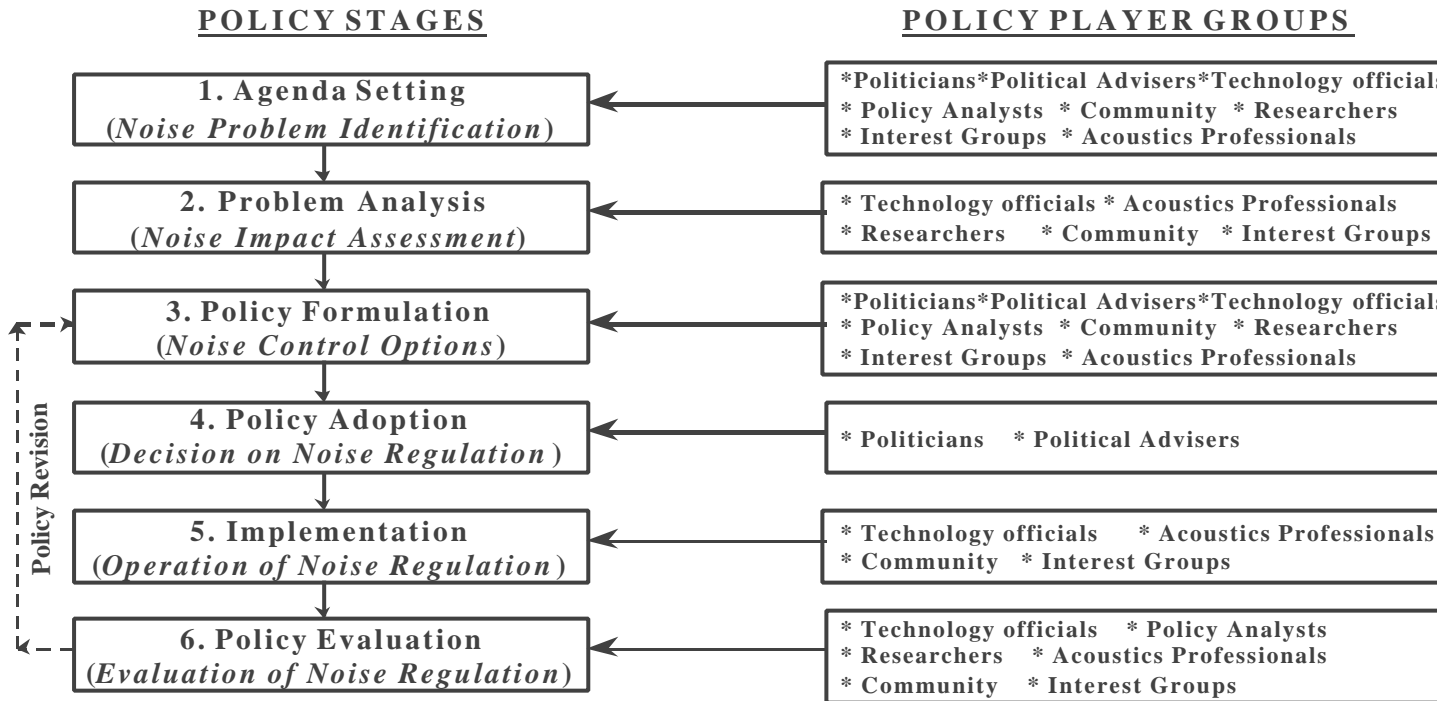 POLICY STAGES
POLICY PLAYER GROUPS
1. Agenda Setting
(Noise Problem Identification)
*Politicians*Political Advisers*Technology officials
* Policy Analysts * Community * Researchers
* Interest Groups * Acoustics Professionals
2. Problem Analysis
(Noise Impact Assessment)
* Technology officials * Acoustics Professionals
* Researchers * Community * Interest Groups
3. Policy Formulation
(Noise Control Options)
*Politicians*Political Advisers*Technology officials
* Policy Analysts * Community * Researchers
* Interest Groups * Acoustics Professionals
4. Policy Adoption
(Decision on Noise Regulation)
* Politicians * Political Advisers
5. Implementation
(Operation of Noise Regulation)
* Technology officials * Acoustics Professionals
* Community * Interest Groups
6. Policy Evaluation
(Evaluation of Noise Regulation)
* Technology officials * Policy Analysts
* Researchers * Acoustics Professionals
* Community * Interest Groups
Policy Revision